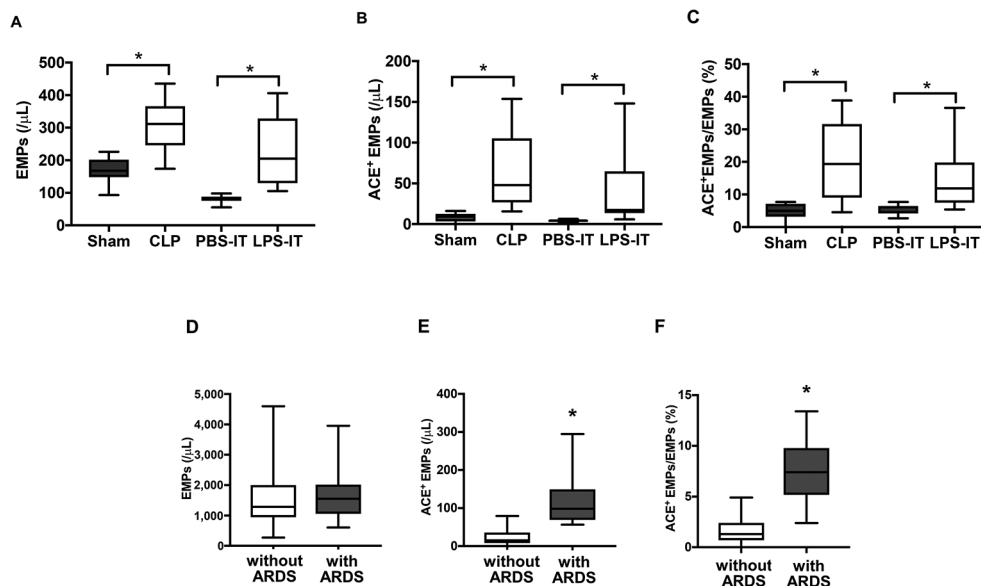 A
EMPs (/μL)
500
400
300
200
100
0
*
*
Sham CLP PBS-IT LPS-IT
B
ACE⁺ EMPs (/μL)
200
150
100
50
0
*
*
Sham CLP PBS-IT LPS-IT
C
ACE⁺EMPs/EMPs (%)
50
40
30
20
10
0
*
*
Sham CLP PBS-IT LPS-IT
D
EMPs (/μL)
5,000
4,000
3,000
2,000
1,000
0
without with
ARDS ARDS
E
ACE⁺ EMPs (/μL)
400
300
200
100
0
*
without with
ARDS ARDS
F
ACE⁺ EMPs/EMPs (%)
15
10
5
0
*
without with
ARDS ARDS